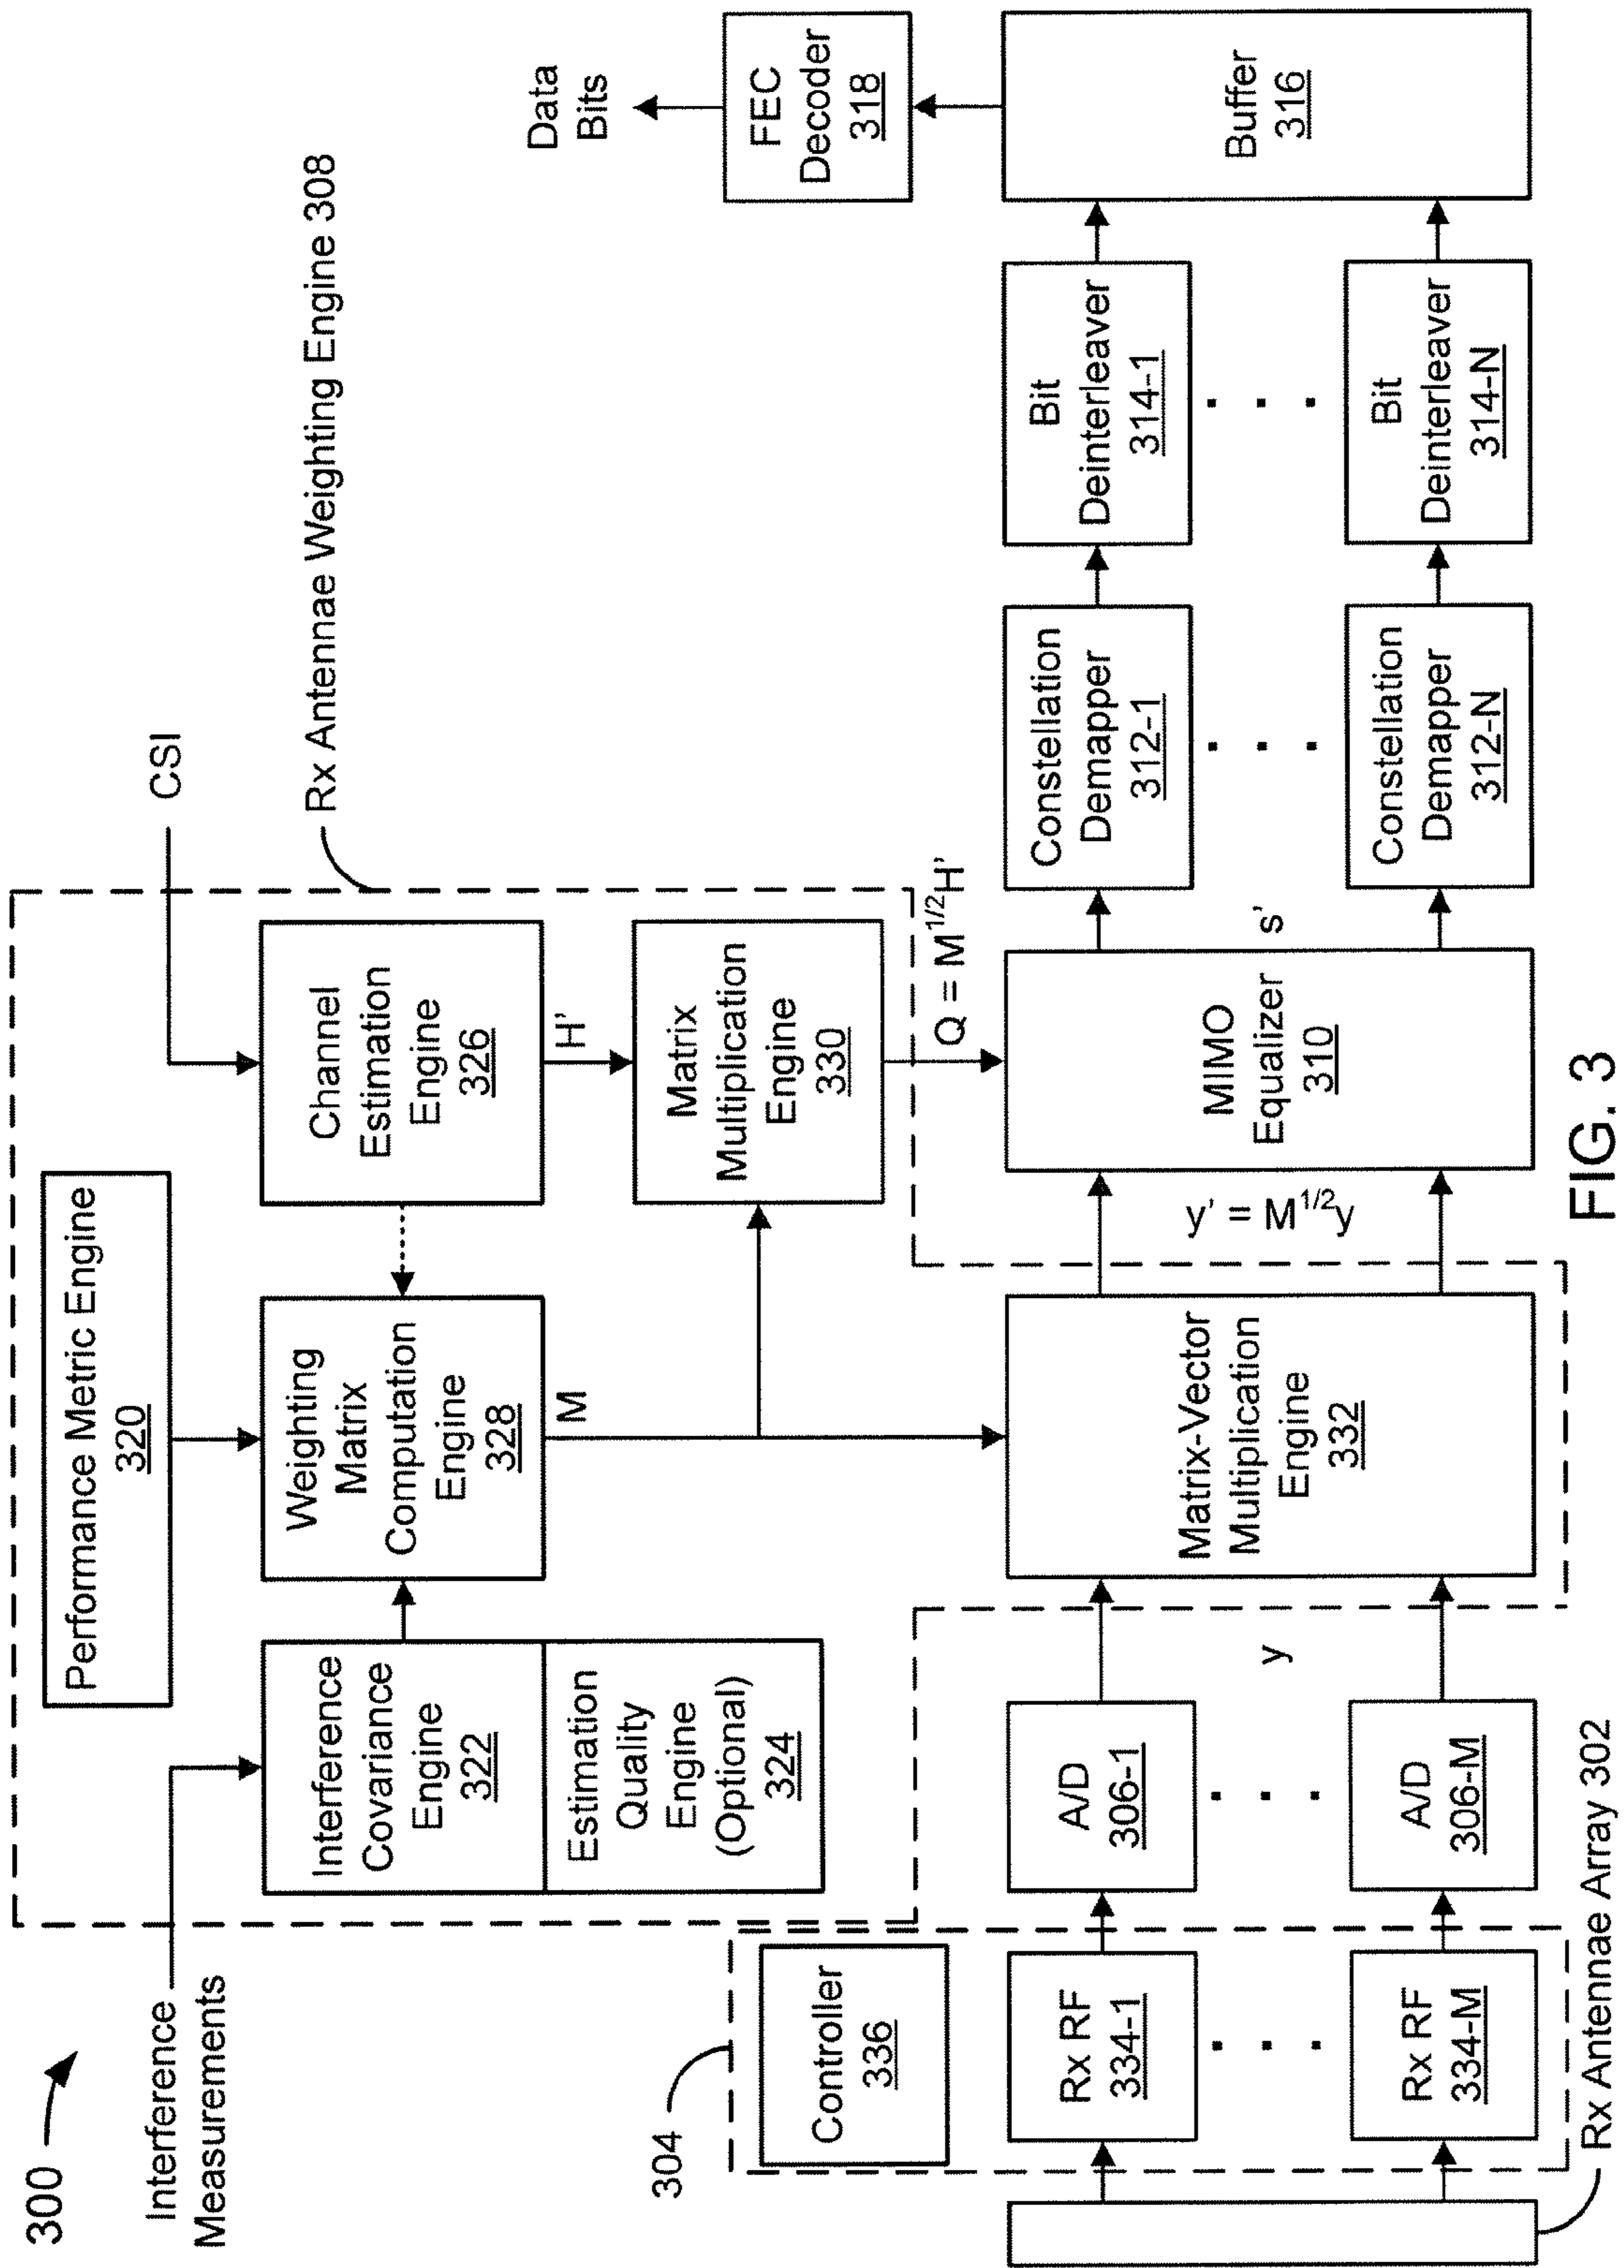 300
Interference
Measurements
CSI
Performance Metric Engine
320
Rx Antennae Weighting Engine 308
Interference
Covariance
Engine
322
Estimation
Quality
Engine
(Optional)
324
Weighting
Matrix
Computation
Engine
328
M
Channel
Estimation
Engine
326
H'
Matrix
Multiplication
Engine
330
Q = M1/2H'
Data
Bits
FEC
Decoder
318
304
Controller
336
Rx RF
334-1
. . .
Rx RF
334-M
A/D
306-1
. . .
A/D
306-M
y
Matrix-Vector
Multiplication
Engine
332
y' = M1/2y
MIMO
Equalizer
310
s'
Constellation
Demapper
312-1
. . .
Constellation
Demapper
312-N
Bit
Deinterleaver
314-1
. . .
Bit
Deinterleaver
314-N
Buffer
316
Rx Antennae Array 302
FIG. 3